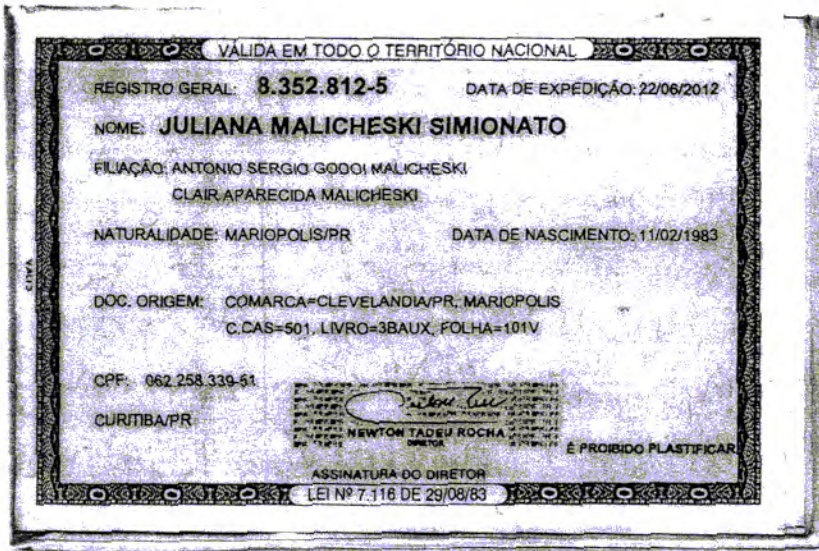 VÁLIDA EM TODO O TERRITÓRIO NACIONAL
REGISTRO GERAL: 8.352.812-5 DATA DE EXPEDIÇÃO: 22/06/2012
NOME: JULIANA MALICHESKI SIMIONATO
FILIAÇÃO: ANTONIO SERGIO GODOI MALICHESKI
CLAIR APARECIDA MALICHESKI
NATURALIDADE: MARIOPOLIS/PR DATA DE NASCIMENTO: 11/02/1983
DOC. ORIGEM: COMARCA=CLEVELANDIA/PR, MARIOPOLIS
C.CAS=501, LIVRO=3BAUX, FOLHA=101V
CPF: 062.258.339-51
CURITIBA/PR
NEWTON TADEU ROCHA
DIRETOR
É PROIBIDO PLASTIFICAR
ASSINATURA DO DIRETOR
LEI Nº 7.116 DE 29/08/83